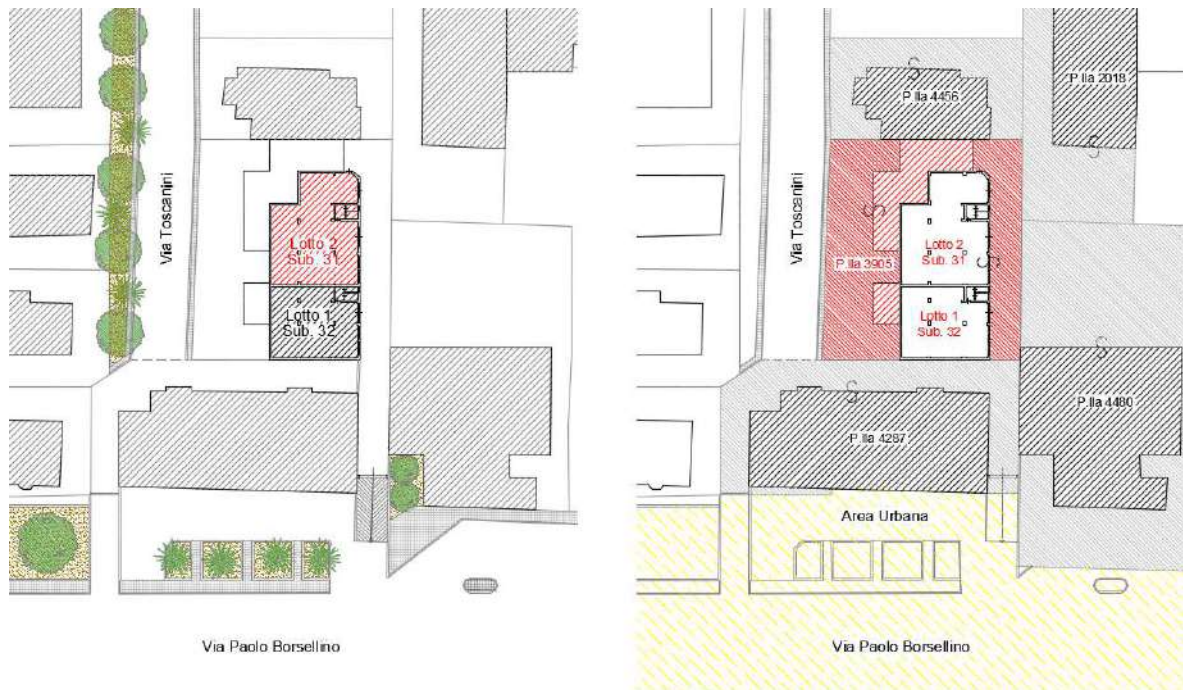 Via Toscanini
Lotto 2
Sub. 31
Lotto 1
Sub. 32
Via Paolo Borsellino
P.lla 4456
P.lla 2018
Via Toscanini
P.lla 3905
Lotto 2
Sub. 31
Lotto 1
Sub. 32
P.lla 4287
P.lla 4480
Area Urbana
Via Paolo Borsellino